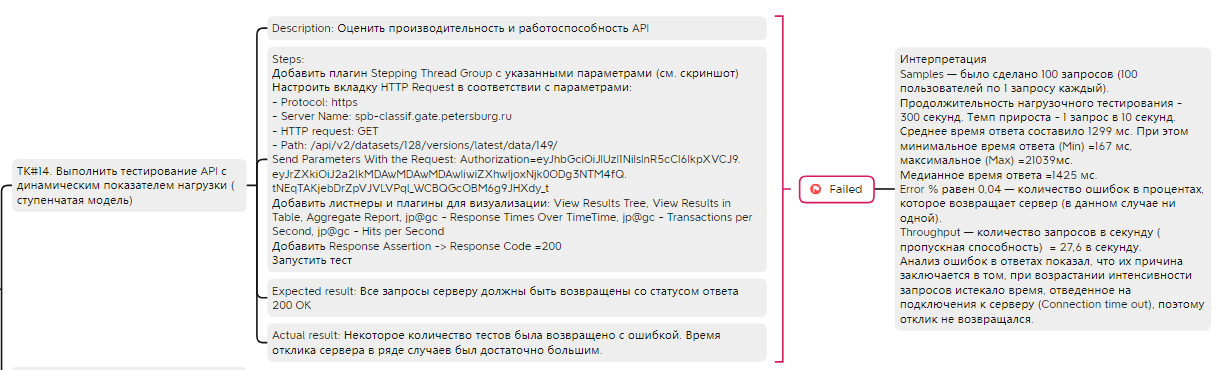 ТК#14. Выполнить тестирование API с
динамическим показателем нагрузки (
ступенчатая модель)
Description: Оценить производительность и работоспособность API
Steps:
Добавить плагин Stepping Thread Group с указанными параметрами (см. скриншот)
Настроить вкладку HTTP Request в соответствии с параметрами:
- Protocol: https
- Server Name: spb-classif.gate.petersburg.ru
- HTTP request: GET
- Path: /api/v2/datasets/128/versions/latest/data/149/
Send Parameters With the Request: Authorization=eyJhbGciOiJIUzI1NiIsInR5cCI6IkpXVCJ9.
eyJrZXkiOiJ2a2lkMDAwMDAwMDAwIiwiZXhwIjoxNjk0ODg3NTM4fQ.
tNEqTAKjebDrZpVJVLVPql_WCBQGcOBM6g9JHXdy_t
Добавить листнеры и плагины для визуализации: View Results Tree, View Results in
Table, Aggregate Report, jp@gc - Response Times Over TimeTime, jp@gc - Transactions per
Second, jp@gc - Hits per Second
Добавить Response Assertion -> Response Code =200
Запустить тест
Expected result: Все запросы серверу должны быть возвращены со статусом ответа
200 ОК
Actual result: Некоторое количество тестов была возвращено с ошибкой. Время
отклика сервера в ряде случаев был достаточно большим.
Failed
Интерпретация
Samples — было сделано 100 запросов (100
пользователей по 1 запросу каждый).
Продолжительность нагрузочного тестирования -
300 секунд. Темп прироста - 1 запрос в 10 секунд.
Среднее время ответа составило 1299 мс. При этом
минимальное время ответа (Min) =167 мс,
максимальное (Max) =21039мс.
Медианное время ответа =1425 мс.
Error % равен 0,04 — количество ошибок в процентах,
которое возвращает сервер (в данном случае ни
одной).
Throughput — количество запросов в секунду (
пропускная способность) = 27,6 в секунду.
Анализ ошибок в ответах показал, что их причина
заключается в том, при возрастании интенсивности
запросов истекало время, отведенное на
подключения к серверу (Connection time out), поэтому
отклик не возвращался.